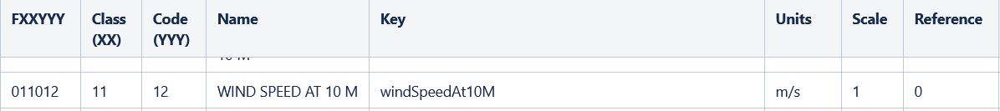 FXXYYY Class (XX) Code (YYY) Name Key Units Scale Reference
10 M
011012 11 12 WIND SPEED AT 10 M windSpeedAt10M m/s 1 0